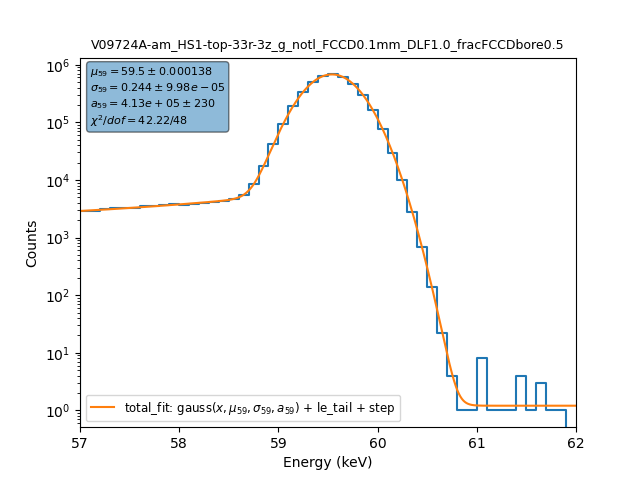 V09724A-am_HS1-top-33r-3z_g_notl_FCCD0.1mm_DLF1.0_fracFCCDbore0.5
μ₅₉ = 59.5 ± 0.000138
σ₅₉ = 0.244 ± 9.98e − 05
a₅₉ = 4.13e + 05 ± 230
χ²/dof = 42.22/48
10⁶
10⁵
10⁴
10³
10²
10¹
10⁰
Counts
total_fit: gauss(x, μ₅₉, σ₅₉, a₅₉) + le_tail + step
57 58 59 60 61 62
Energy (keV)